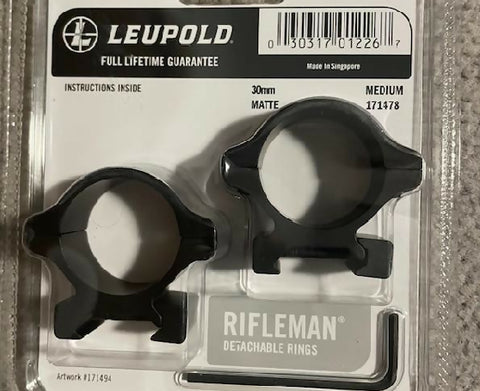 LEUPOLD®
FULL LIFETIME GUARANTEE
0 30317 01226 7
Made In Singapore
INSTRUCTIONS INSIDE
30mm MEDIUM
MATTE 171478
RIFLEMAN®
DETACHABLE RINGS
Artwork #171494